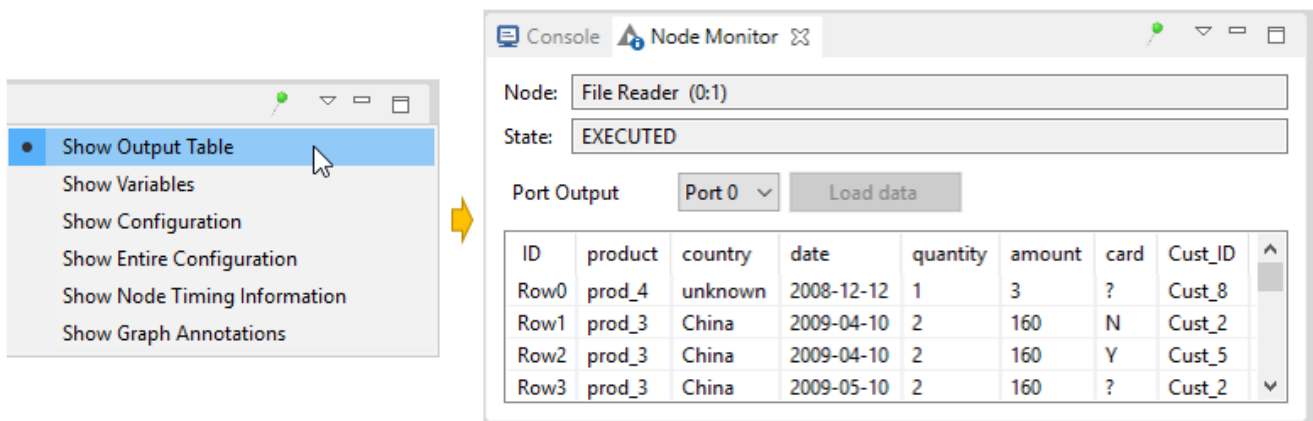 Show Output Table
Show Variables
Show Configuration
Show Entire Configuration
Show Node Timing Information
Show Graph Annotations
Console Node Monitor
Node: File Reader (0:1)
State: EXECUTED
Port Output Port 0 Load data
ID product country date quantity amount card Cust_ID
Row0 prod_4 unknown 2008-12-12 1 3 ? Cust_8
Row1 prod_3 China 2009-04-10 2 160 N Cust_2
Row2 prod_3 China 2009-04-10 2 160 Y Cust_5
Row3 prod_3 China 2009-05-10 2 160 ? Cust_2